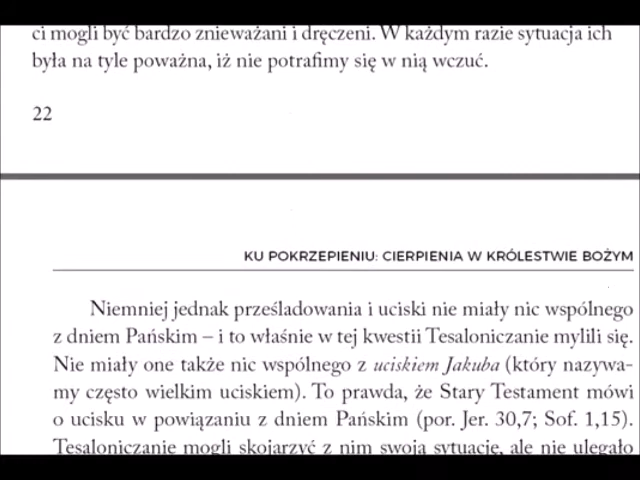 ci mogli być bardzo znieważani i dręczeni. W każdym razie sytuacja ich
była na tyle poważna, iż nie potrafimy się w nią wczuć.
22
KU POKRZEPIENIU: CIERPIENIA W KRÓLESTWIE BOŻYM
Niemniej jednak prześladowania i uciski nie miały nic wspólnego
z dniem Pańskim – i to właśnie w tej kwestii Tesaloniczanie mylili się.
Nie miały one także nic wspólnego z uciskiem Jakuba (który nazywa-
my często wielkim uciskiem). To prawda, że Stary Testament mówi
o ucisku w powiązaniu z dniem Pańskim (por. Jer. 30,7; Sof. 1,15).
Tesaloniczanie mogli skojarzyć z nim swoją sytuację, ale nie ulegało